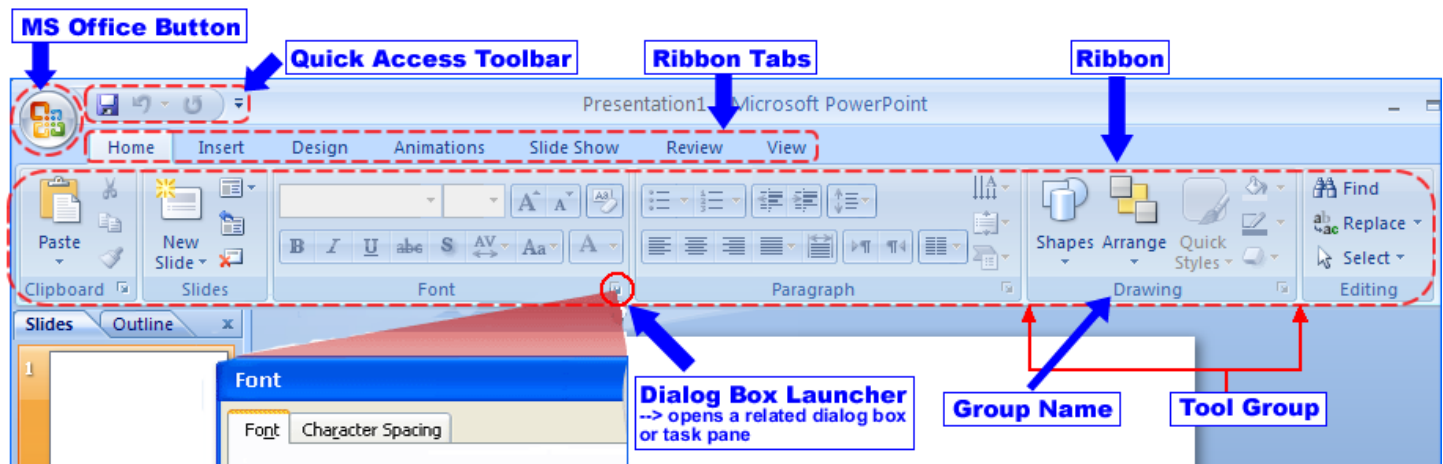 MS Office Button
Quick Access Toolbar
Ribbon Tabs
Ribbon
Presentation1 Microsoft PowerPoint
Home Insert Design Animations Slide Show Review View
Find
Replace
Select
Paste
New
Slide
B I U abe S AV Aa A
Shapes Arrange Quick
Styles
Clipboard Slides Font Paragraph Drawing Editing
Slides Outline x
1
Font
Font Character Spacing
Dialog Box Launcher
--> opens a related dialog box
or task pane
Group Name
Tool Group